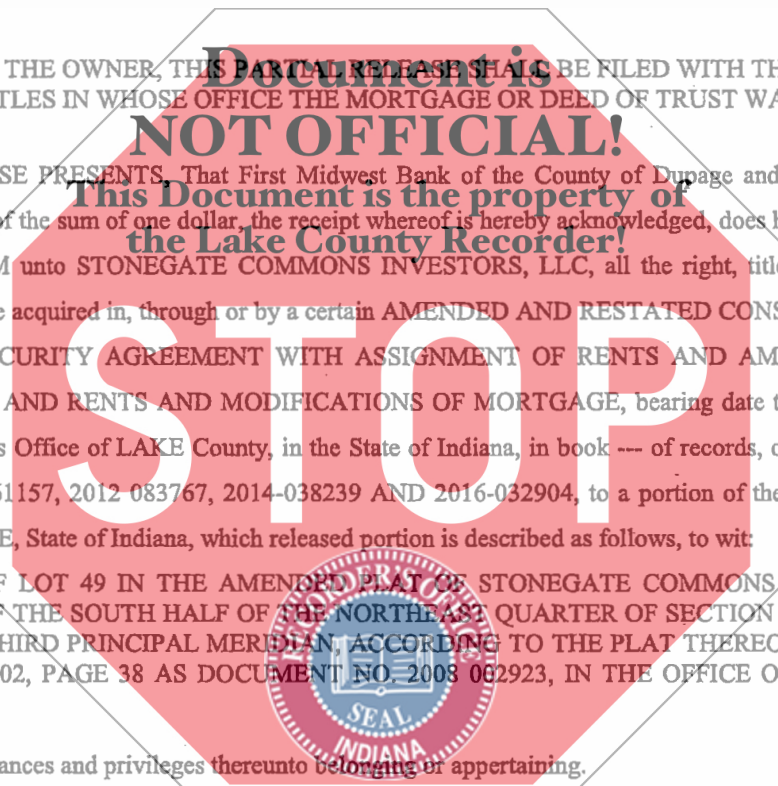 THE OWNER, THIS PARTIAL RELEASE SHALL BE FILED WITH TH
TLES IN WHOSE OFFICE THE MORTGAGE OR DEED OF TRUST WA
Document is
NOT OFFICIAL!
This Document is the property of
the Lake County Recorder!
SE PRESENTS, That First Midwest Bank of the County of Dupage and
f the sum of one dollar, the receipt whereof is hereby acknowledged, does h
M unto STONEGATE COMMONS INVESTORS, LLC, all the right, title
e acquired in, through or by a certain AMENDED AND RESTATED CONS
CURITY AGREEMENT WITH ASSIGNMENT OF RENTS AND AM
AND RENTS AND MODIFICATIONS OF MORTGAGE, bearing date t
s Office of LAKE County, in the State of Indiana, in book --- of records, o
51157, 2012 083767, 2014-038239 AND 2016-032904, to a portion of the
E, State of Indiana, which released portion is described as follows, to wit:
STOP
F LOT 49 IN THE AMENDED PLAT OF STONEGATE COMMONS
F THE SOUTH HALF OF THE NORTHEAST QUARTER OF SECTION
HIRD PRINCIPAL MERIDIAN, ACCORDING TO THE PLAT THEREO
02, PAGE 38 AS DOCUMENT NO. 2008 002923, IN THE OFFICE O
SEAL
INDIANA
ances and privileges thereunto belonging or appertaining.